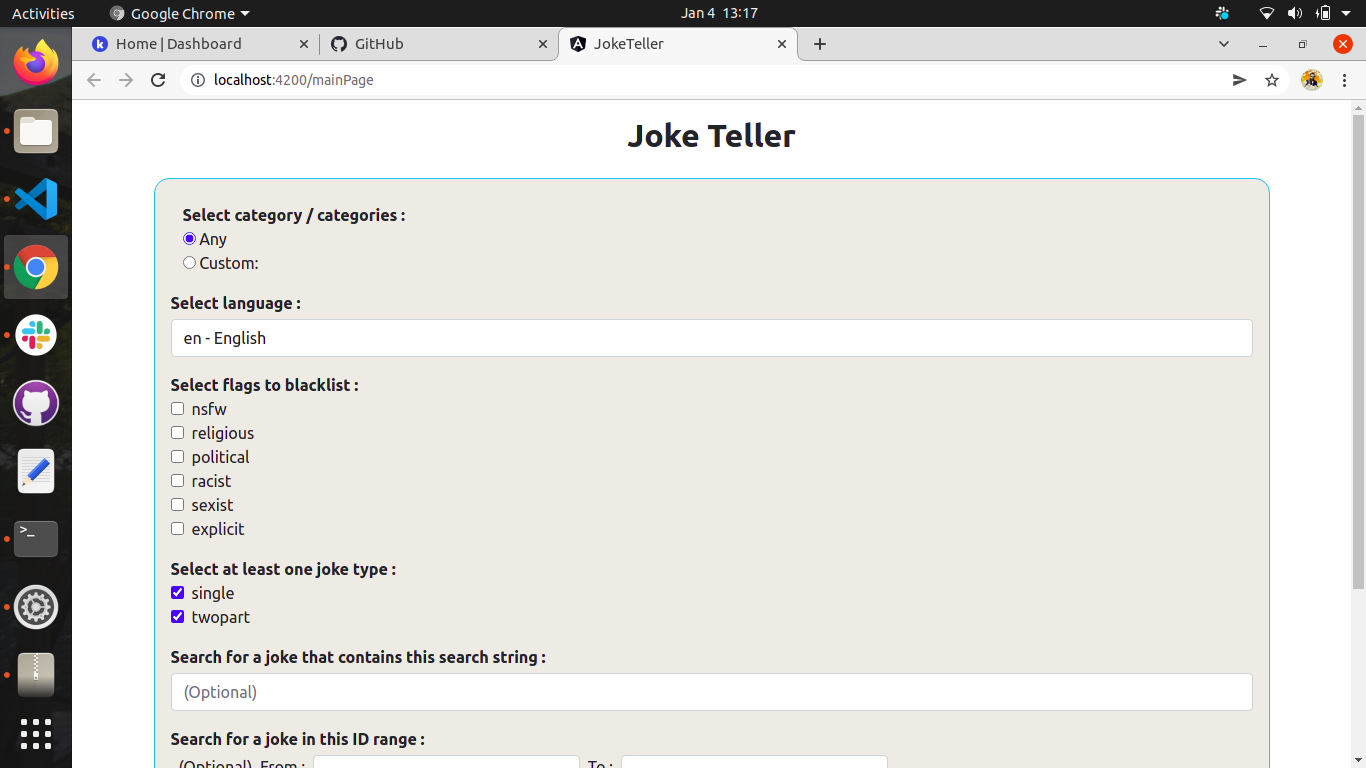 Activities Google Chrome Jan 4 13:17
Home | Dashboard GitHub JokeTeller
localhost:4200/mainPage
Joke Teller
Select category / categories :
Any
Custom:
Select language :
en - English
Select flags to blacklist :
nsfw
religious
political
racist
sexist
explicit
Select at least one joke type :
single
twopart
Search for a joke that contains this search string :
(Optional)
Search for a joke in this ID range :
(Optional) From : To :